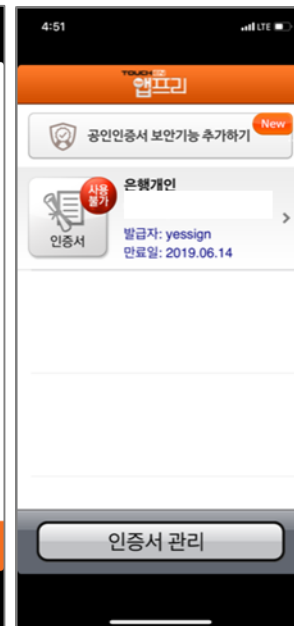 4:51
LTE
TOUCH en
앱프리
공인인증서 보안기능 추가하기
New
사용
불가
은행개인
인증서
발급자: yessign
만료일: 2019.06.14
인증서 관리